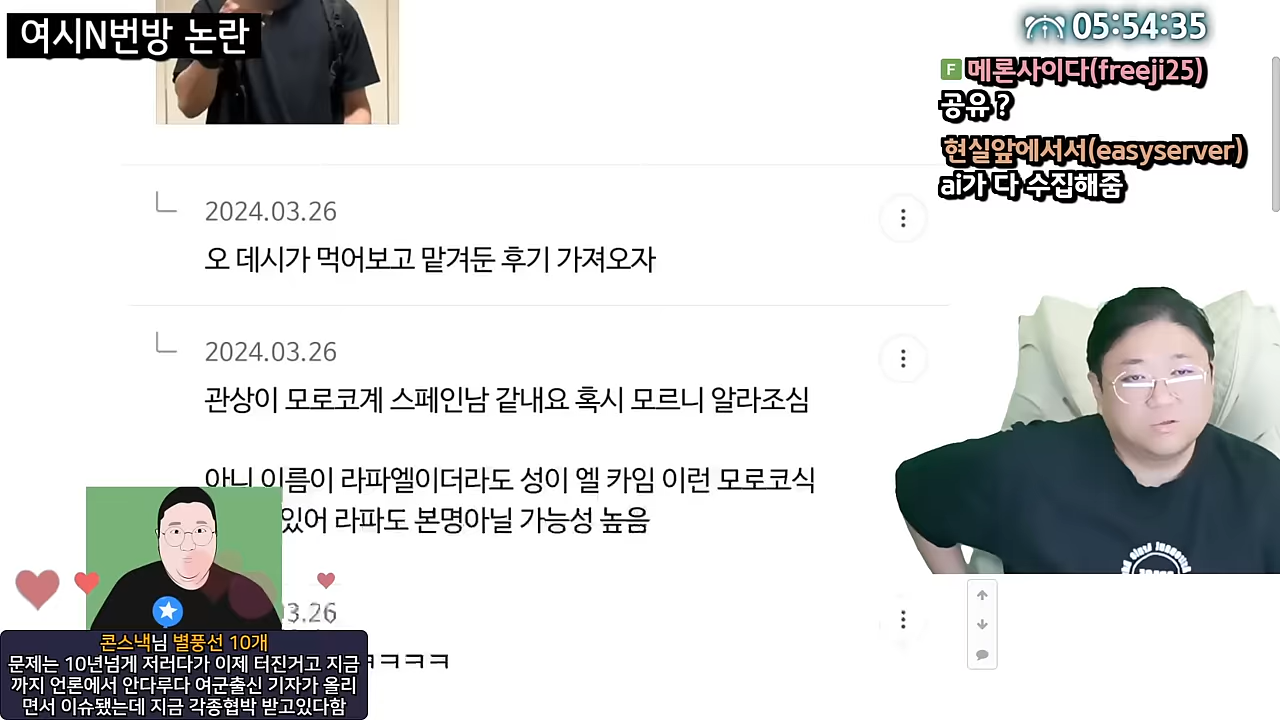 여시N번방 논란
05:54:35
F 메론사이다(freeji25)
공유?
현실앞에서서(easyserver)
ai가 다 수집해줌
2024.03.26
오 데시가 먹어보고 맡겨둔 후기 가져오자
2024.03.26
관상이 모로코계 스페인남 같내요 혹시 모르니 알라조심
아니 이름이 라파엘이더라도 성이 엘 카임 이런 모로코식
있어 라파도 본명아닐 가능성 높음
3.26
ㅋㅋㅋㅋ
콘스낵님 별풍선 10개
문제는 10년넘게 저러다가 이제 터진거고 지금
까지 언론에서 안다루다 여군출신 기자가 올리
면서 이슈됐는데 지금 각종협박 받고있다함